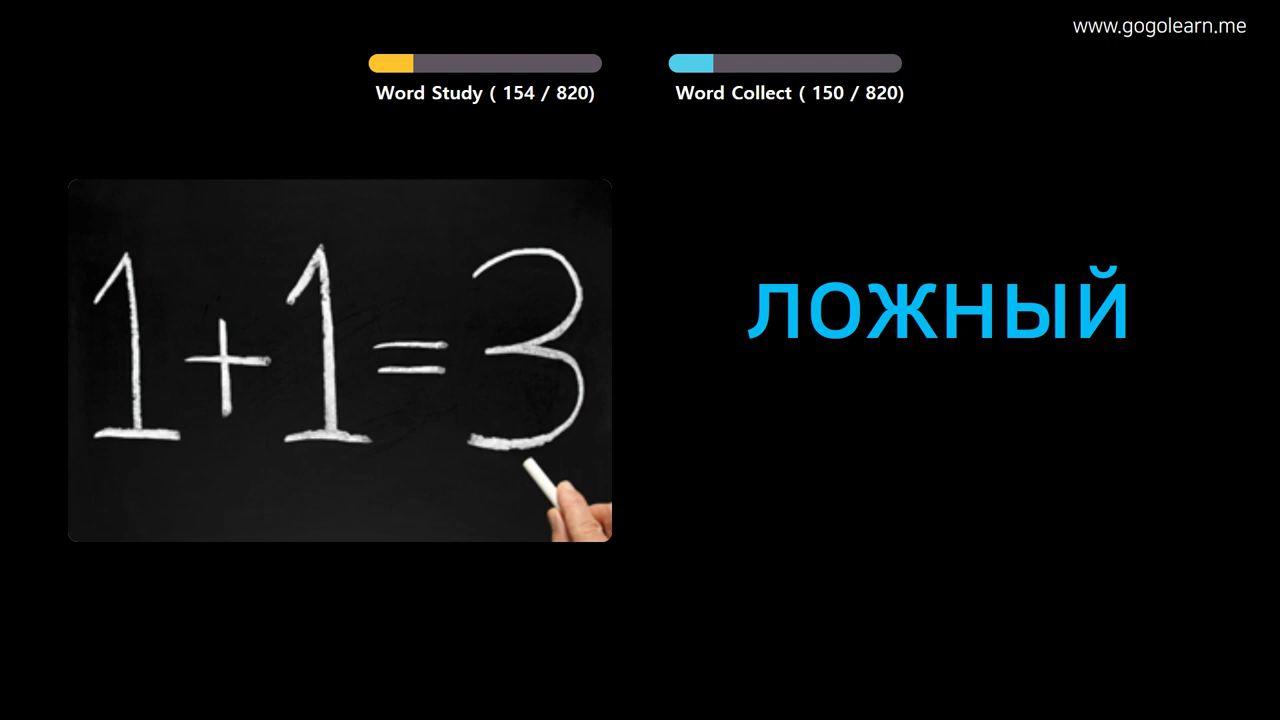 www.gogolearn.me
Word Study ( 154 / 820)
Word Collect ( 150 / 820)
1+1=3
ложный